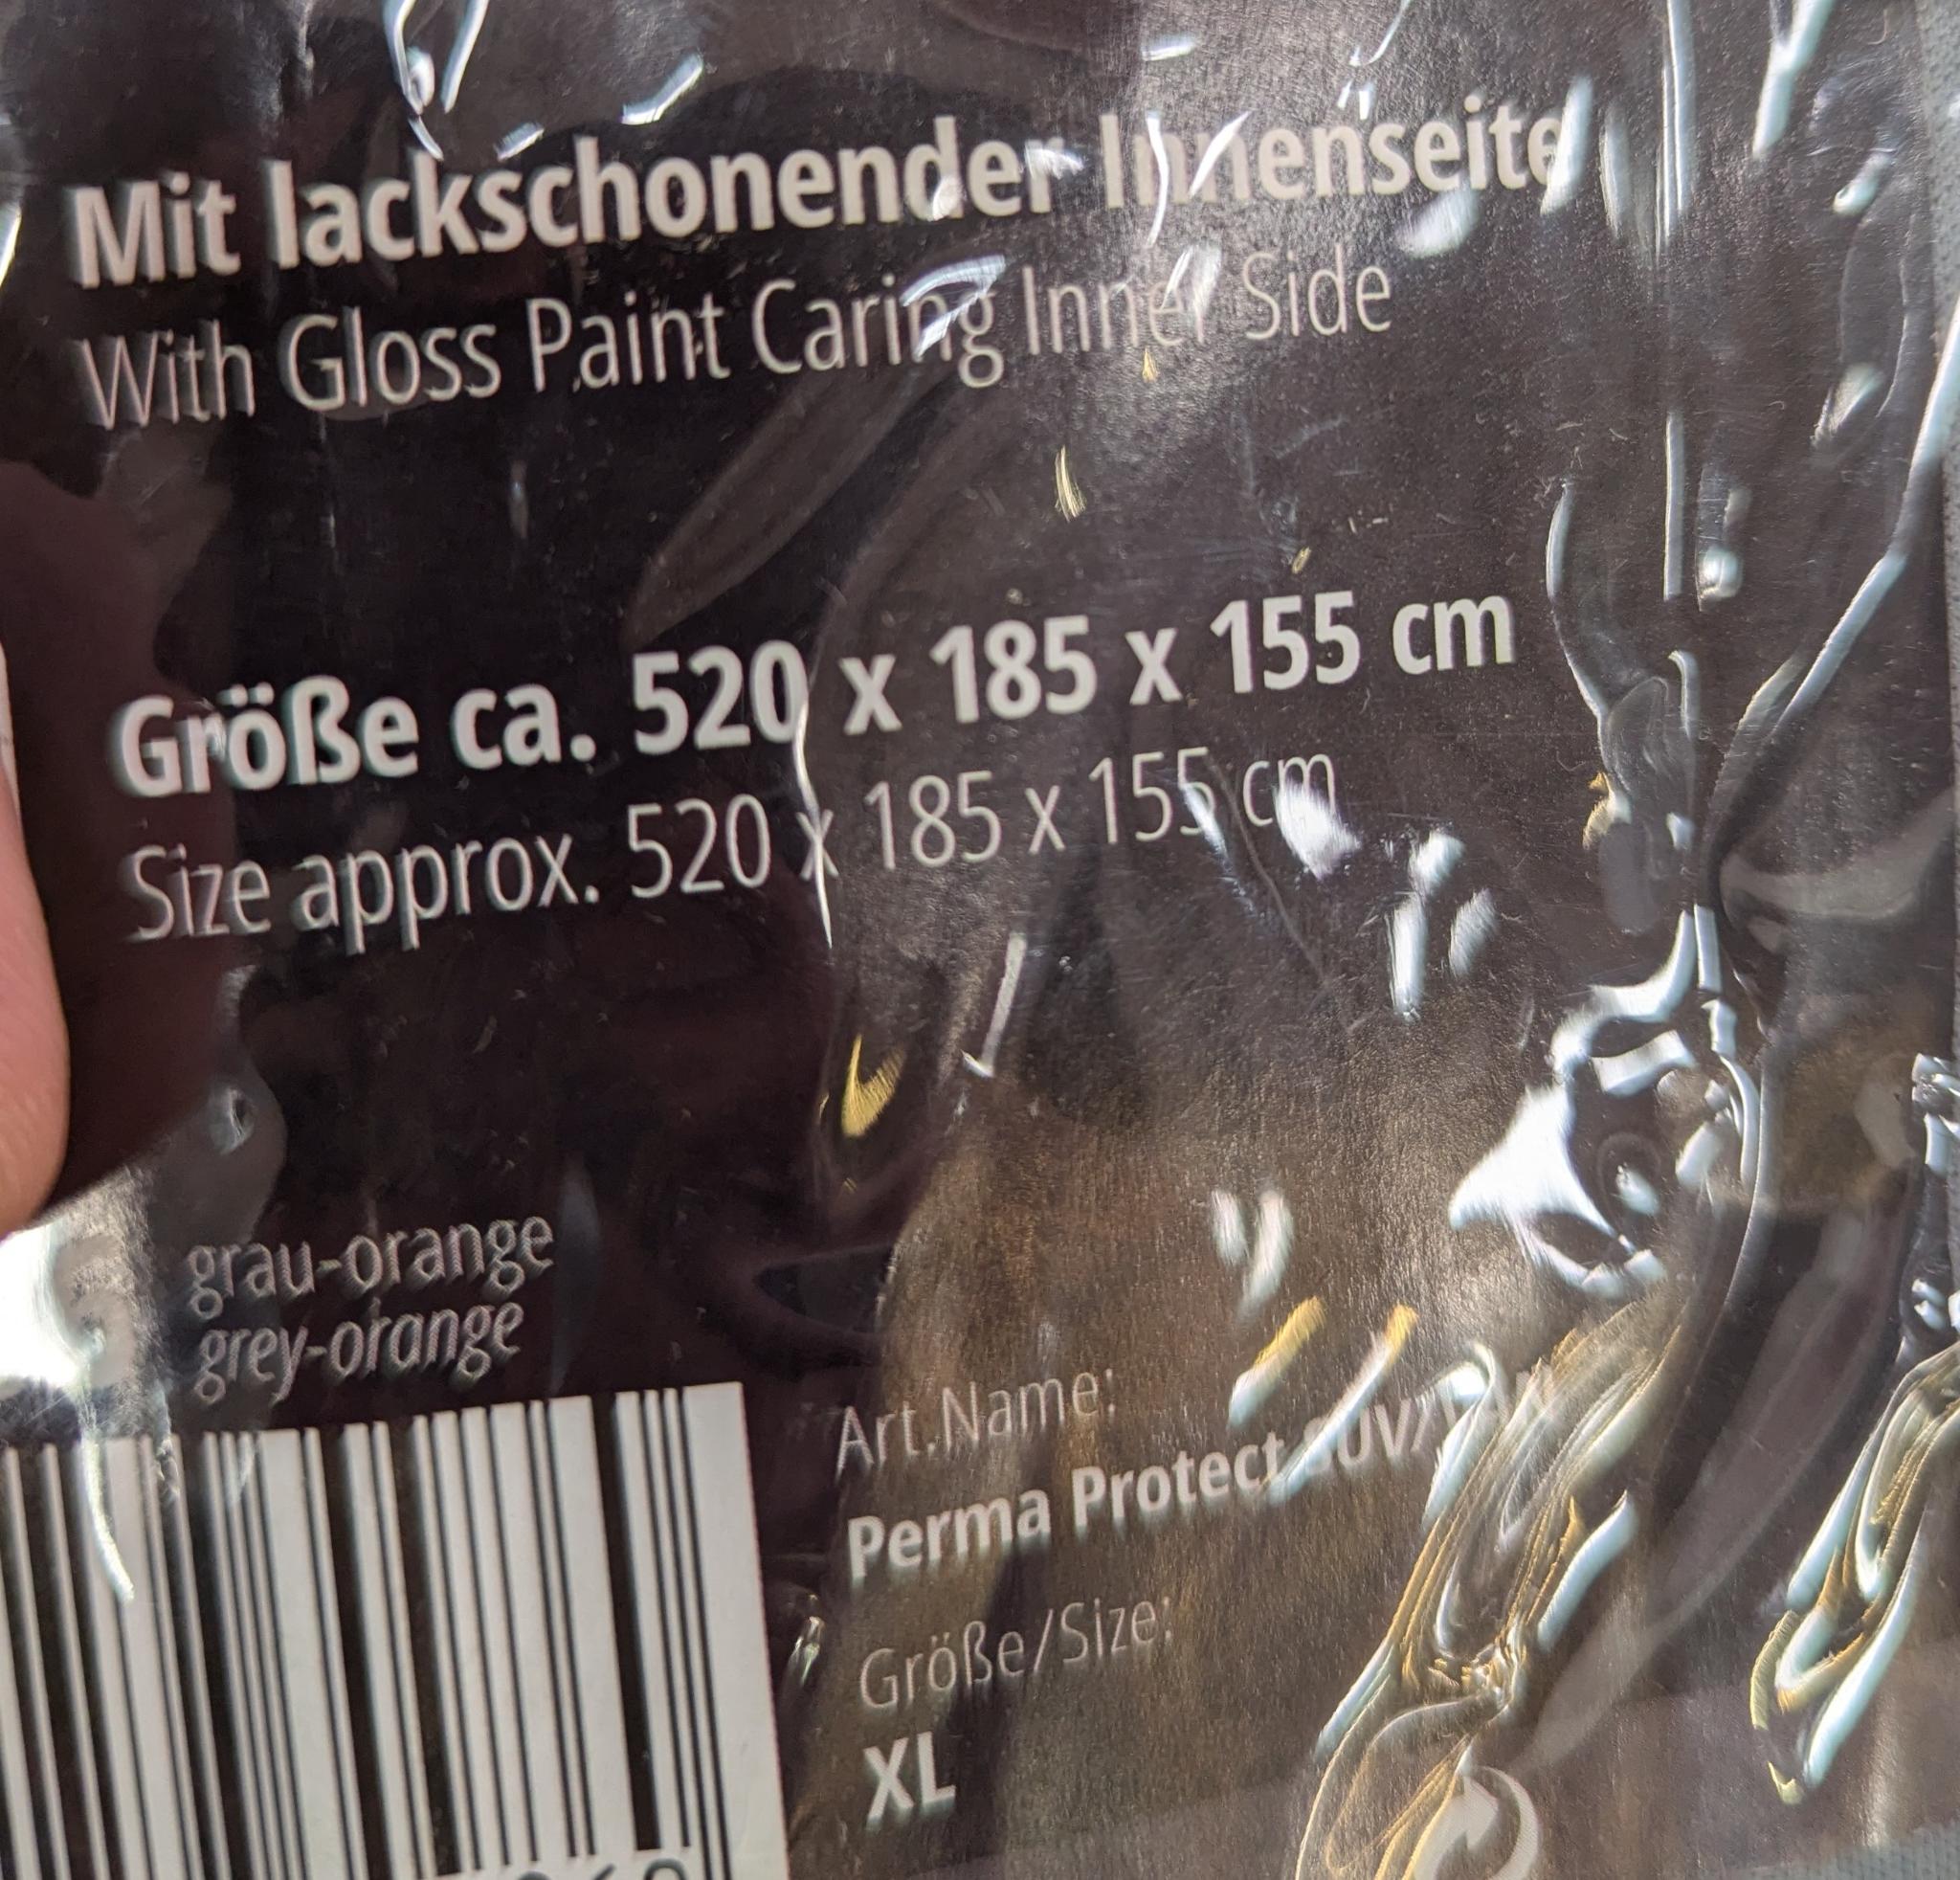 Mit lackschonender Innenseite
With Gloss Paint Caring Inner Side
Größe ca. 520 x 185 x 155 cm
Size approx. 520 x 185 x 155 cm
grau-orange
grey-orange
Art.Name:
Perma Protect SUV/
Größe/Size:
XL